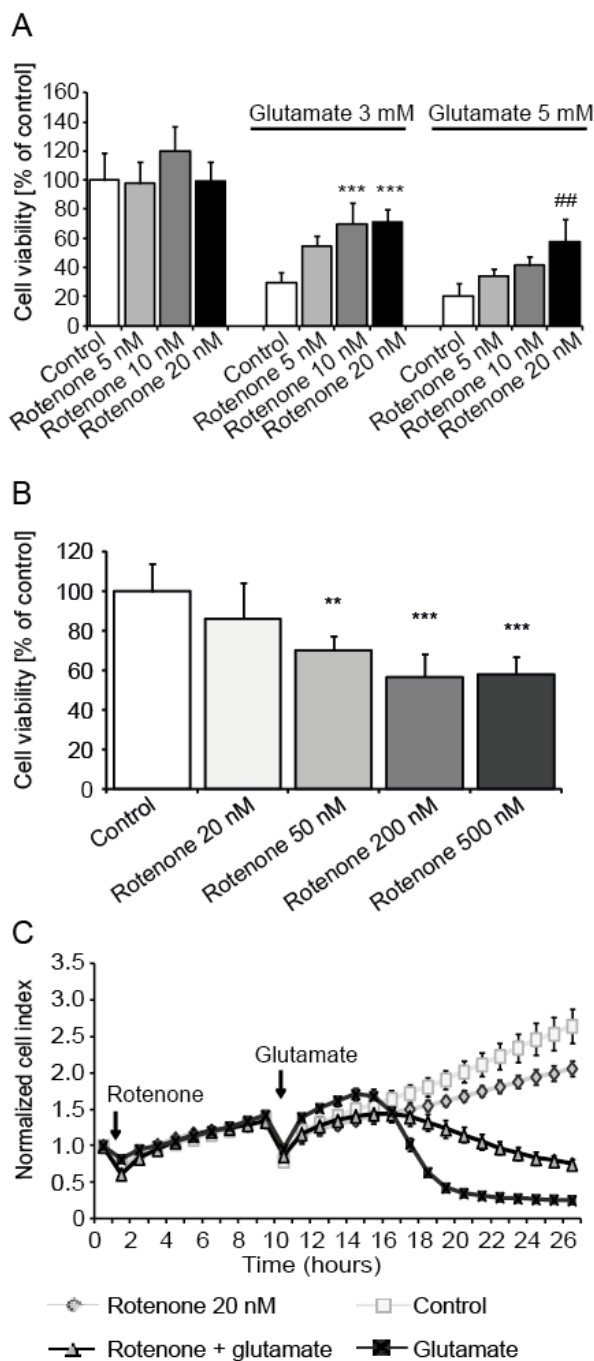 A
Cell viability [% of control]
160
140
120
100
80
60
40
20
0
Glutamate 3 mM
Glutamate 5 mM
***
***
##
Control
Rotenone 5 nM
Rotenone 10 nM
Rotenone 20 nM
Control
Rotenone 5 nM
Rotenone 10 nM
Rotenone 20 nM
Control
Rotenone 5 nM
Rotenone 10 nM
Rotenone 20 nM
B
Cell viability [% of control]
120
100
80
60
40
20
0
**
***
***
Control
Rotenone 20 nM
Rotenone 50 nM
Rotenone 200 nM
Rotenone 500 nM
C
Normalized cell index
3.5
3.0
2.5
2.0
1.5
1.0
0.5
0
Rotenone
Glutamate
0 2 4 6 8 10 12 14 16 18 20 22 24 26
Time (hours)
Rotenone 20 nM
Control
Rotenone + glutamate
Glutamate